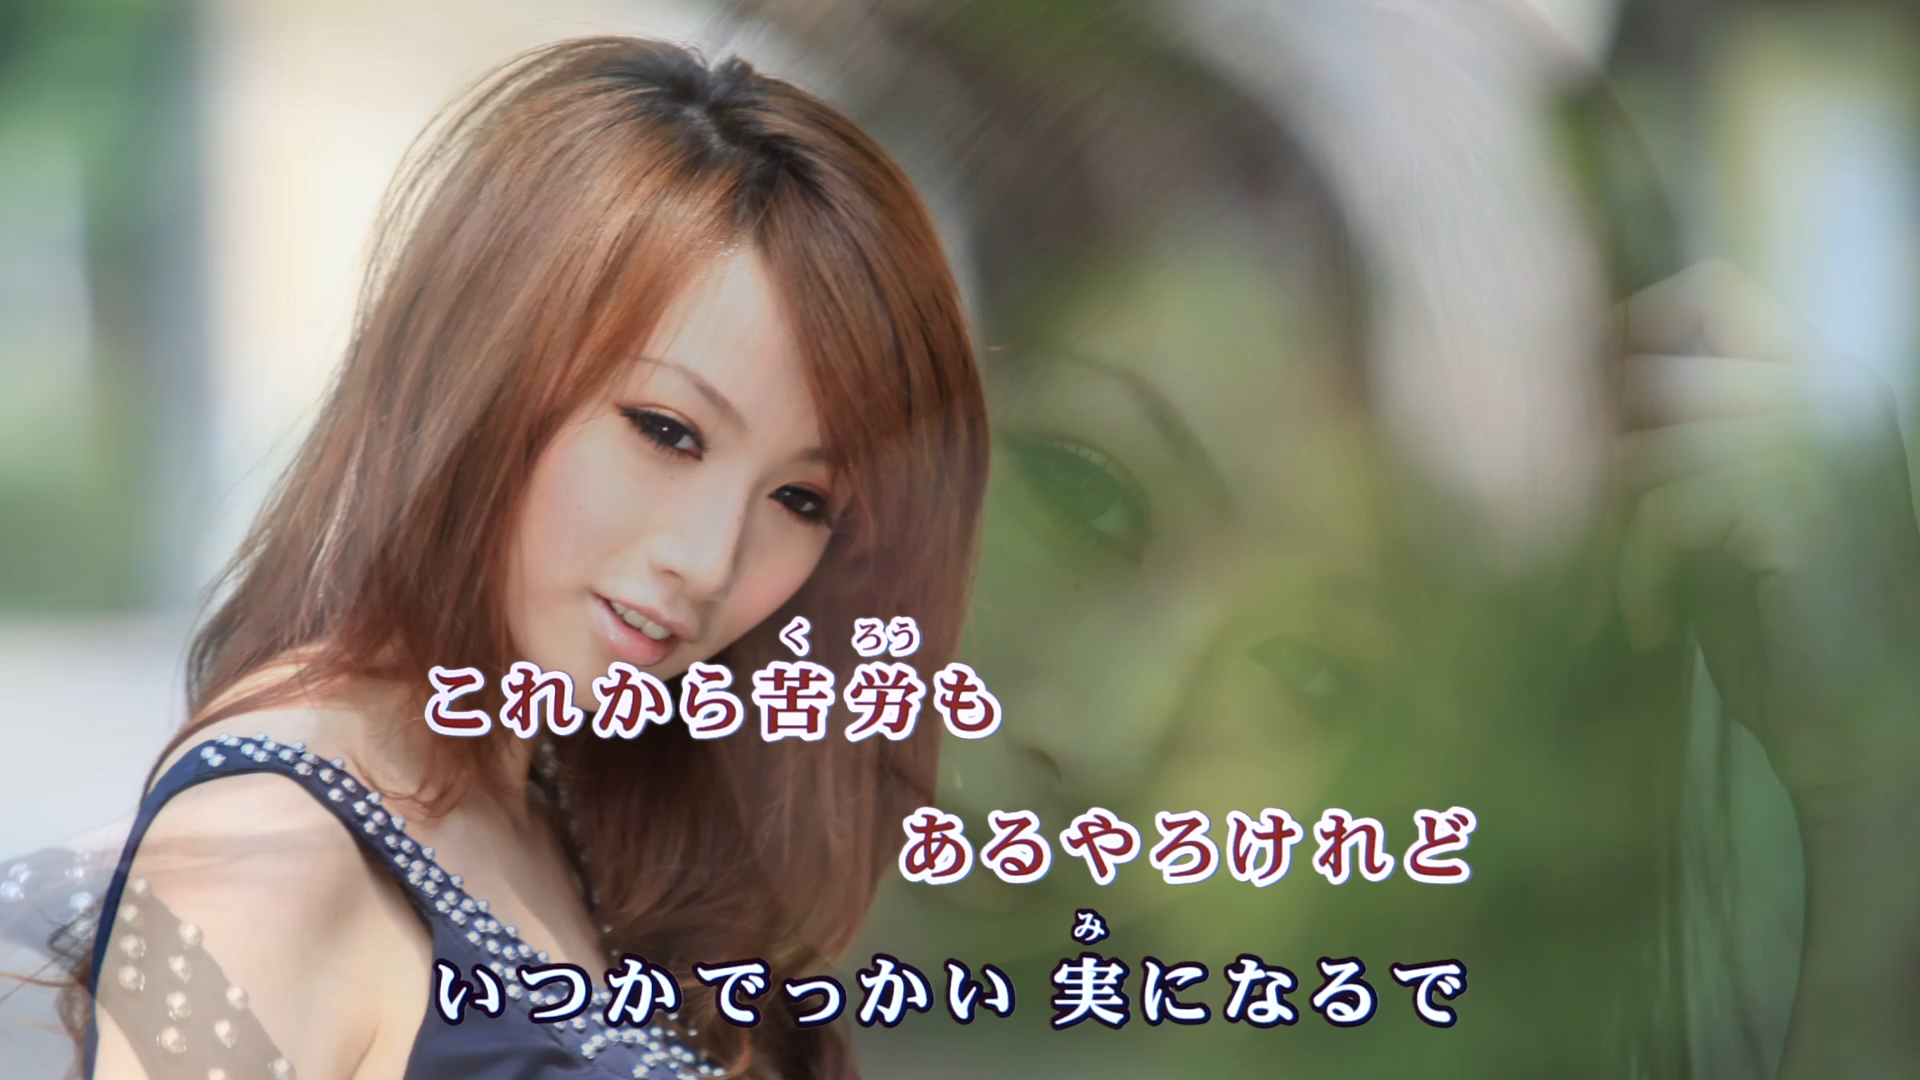 く ろう
これから苦労も
あるやろけれど
み
いつかでっかい 実になるで